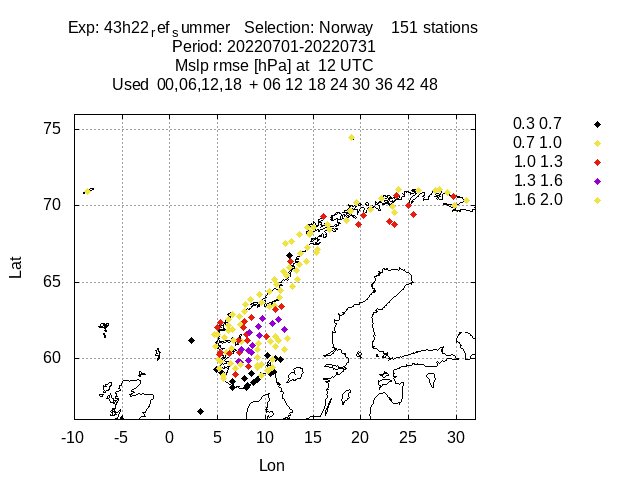 Exp: 43h22refsummer Selection: Norway 151 stations
Period: 20220701-20220731
Mslp rmse [hPa] at 12 UTC
Used 00,06,12,18 + 06 12 18 24 30 36 42 48
0.3 0.7
0.7 1.0
1.0 1.3
1.3 1.6
1.6 2.0
75
70
65
60
Lat
-10 -5 0 5 10 15 20 25 30
Lon